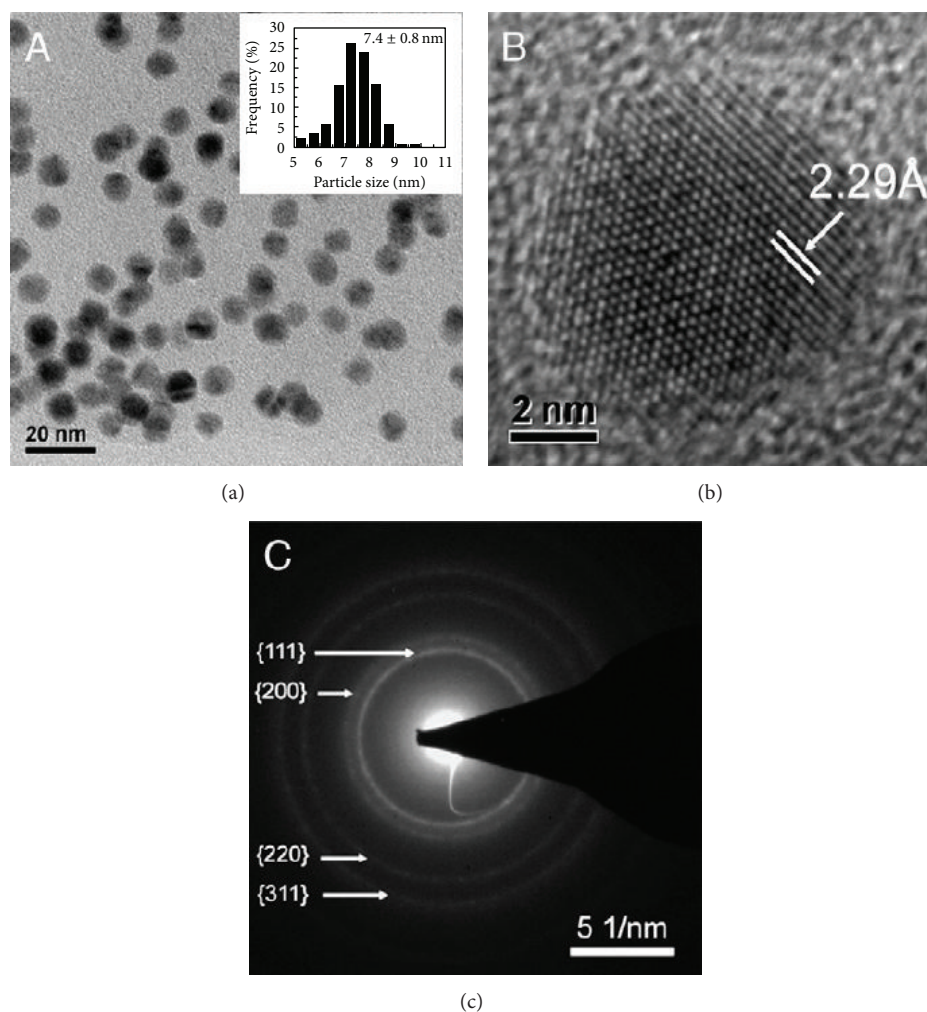 A
30
25
20
15
10
5
0
Frequency (%)
7.4 ± 0.8 nm
5 6 7 8 9 10 11
Particle size (nm)
20 nm
(a)
B
2.29Å
2 nm
(b)
C
{111}
{200}
{220}
{311}
5 1/nm
(c)